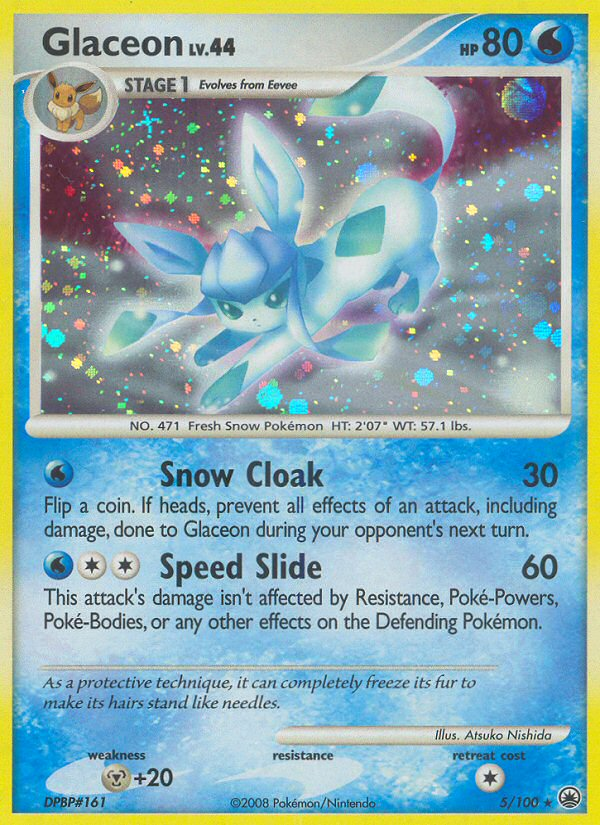 Glaceon LV.44 HP 80
STAGE 1 Evolves from Eevee
NO. 471 Fresh Snow Pokémon HT: 2'07" WT: 57.1 lbs.
Snow Cloak 30
Flip a coin. If heads, prevent all effects of an attack, including
damage, done to Glaceon during your opponent's next turn.
Speed Slide 60
This attack's damage isn't affected by Resistance, Poké-Powers,
Poké-Bodies, or any other effects on the Defending Pokémon.
As a protective technique, it can completely freeze its fur to
make its hairs stand like needles.
Illus. Atsuko Nishida
weakness resistance retreat cost
+20
DPBP#161 ©2008 Pokémon/Nintendo 5/100 ★